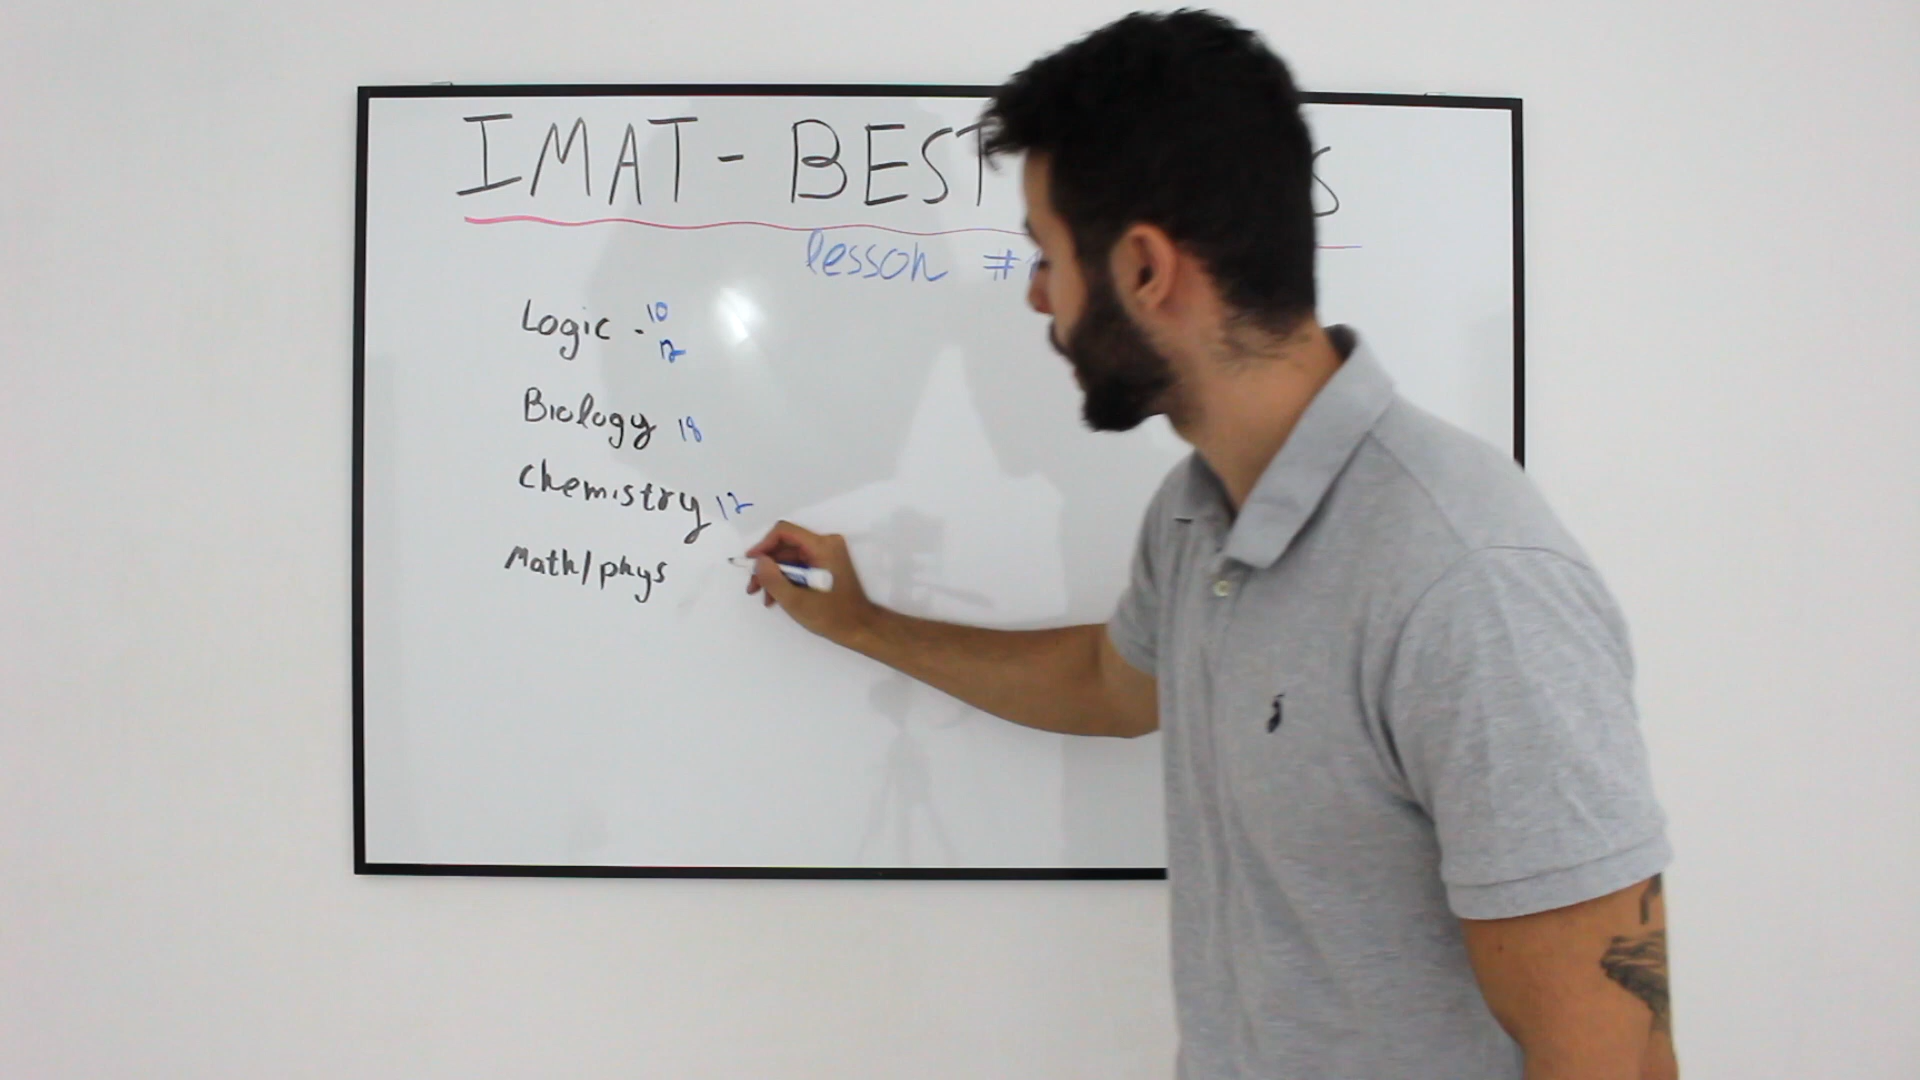 IMAT - BEST S
lesson #
Logic - 10
12
Biology 18
Chemistry 12
Math/phys